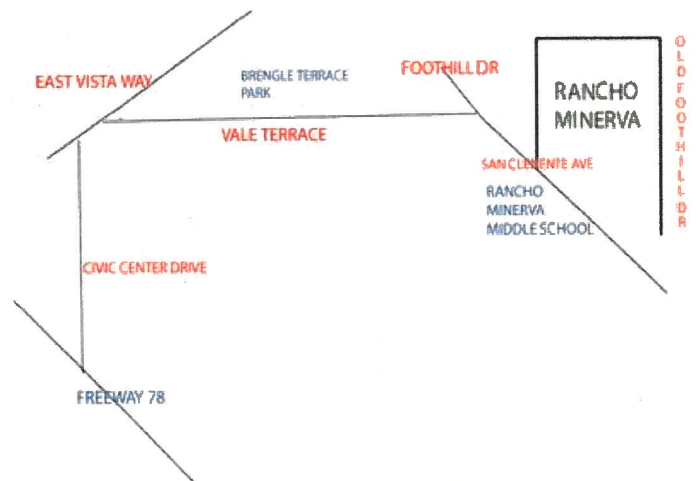 EAST VISTA WAY
BRENGLE TERRACE
PARK
FOOTHILL DR
RANCHO
MINERVA
OLD FOOTHILL DR
VALE TERRACE
SAN CLEMENTE AVE
RANCHO
MINERVA
MIDDLE SCHOOL
CIVIC CENTER DRIVE
FREEWAY 78